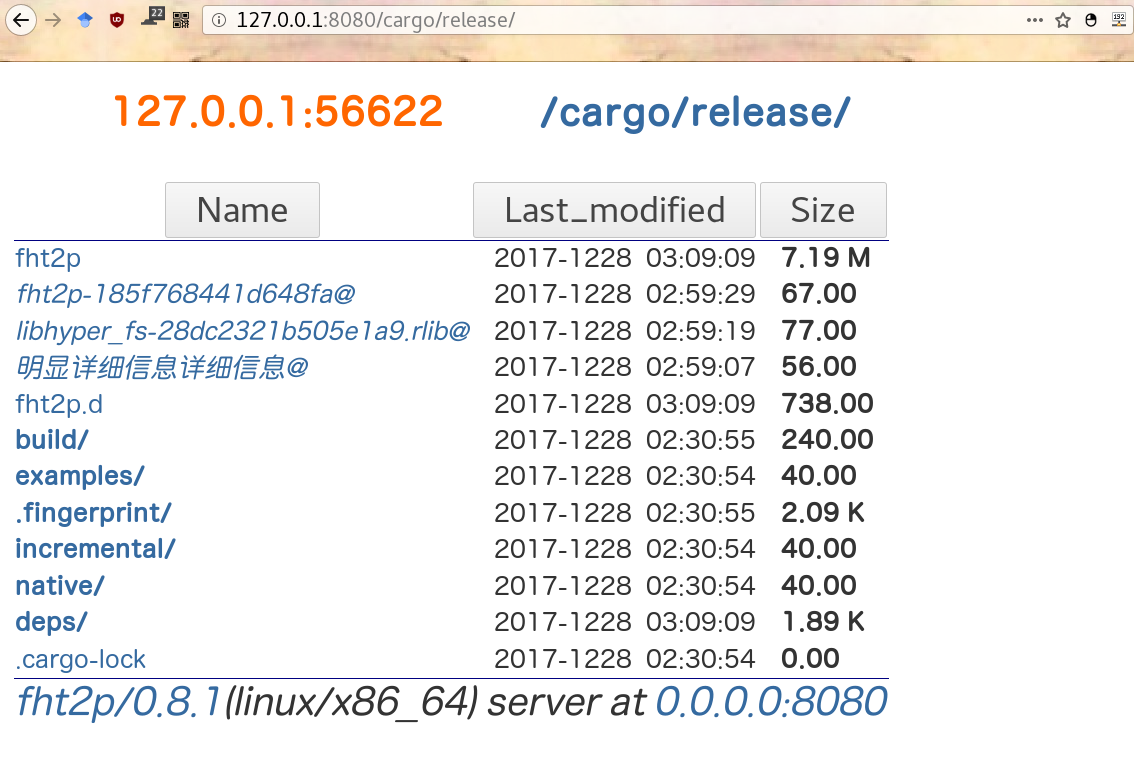 22
127.0.0.1:8080/cargo/release/
127.0.0.1:56622 /cargo/release/
Name Last_modified Size
fht2p 2017-1228 03:09:09 7.19 M
fht2p-185f768441d648fa@ 2017-1228 02:59:29 67.00
libhyper_fs-28dc2321b505e1a9.rlib@ 2017-1228 02:59:19 77.00
明显详细信息详细信息@ 2017-1228 02:59:07 56.00
fht2p.d 2017-1228 03:09:09 738.00
build/ 2017-1228 02:30:55 240.00
examples/ 2017-1228 02:30:54 40.00
.fingerprint/ 2017-1228 02:30:55 2.09 K
incremental/ 2017-1228 02:30:54 40.00
native/ 2017-1228 02:30:54 40.00
deps/ 2017-1228 03:09:09 1.89 K
.cargo-lock 2017-1228 02:30:54 0.00
fht2p/0.8.1(linux/x86_64) server at 0.0.0.0:8080